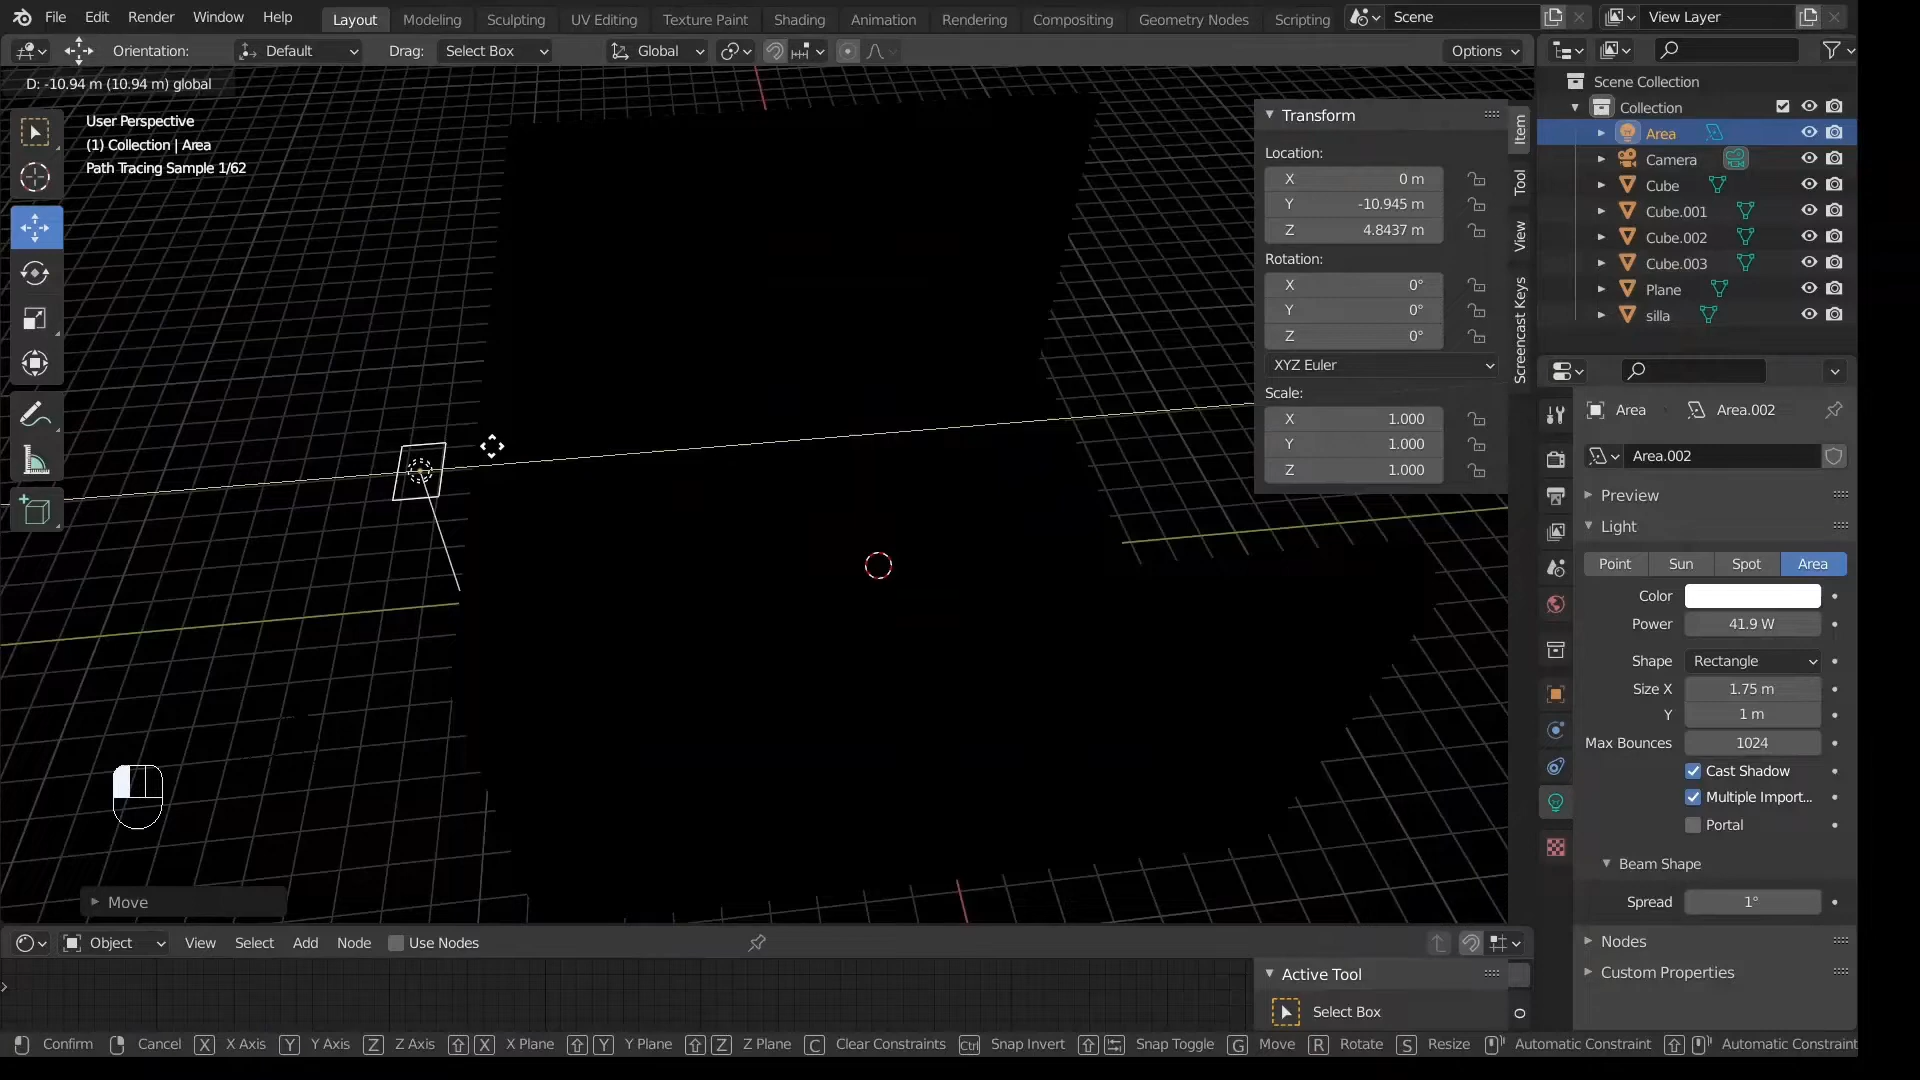 File Edit Render Window Help Layout Modeling Sculpting UV Editing Texture Paint Shading Animation Rendering Compositing Geometry Nodes Scripting Scene View Layer
Orientation: Default Drag: Select Box Global Options
D: -10.94 m (10.94 m) global
User Perspective
(1) Collection | Area
Path Tracing Sample 1/62
Transform
Location:
X 0 m
Y -10.945 m
Z 4.8437 m
Rotation:
X 0°
Y 0°
Z 0°
XYZ Euler
Scale:
X 1.000
Y 1.000
Z 1.000
Item
Tool
View
Screencast Keys
Scene Collection
Collection
Area
Camera
Cube
Cube.001
Cube.002
Cube.003
Plane
silla
Area Area.002
Area.002
Preview
Light
Point Sun Spot Area
Color
Power 41.9 W
Shape Rectangle
Size X 1.75 m
Y 1 m
Max Bounces 1024
Cast Shadow
Multiple Import...
Portal
Beam Shape
Spread 1°
Nodes
Custom Properties
Move
Object View Select Add Node Use Nodes
Active Tool
Select Box
Confirm Cancel X X Axis Y Y Axis Z Z Axis X X Plane Y Y Plane Z Z Plane C Clear Constraints Ctrl Snap Invert Snap Toggle G Move R Rotate S Resize Automatic Constraint Automatic Constraint